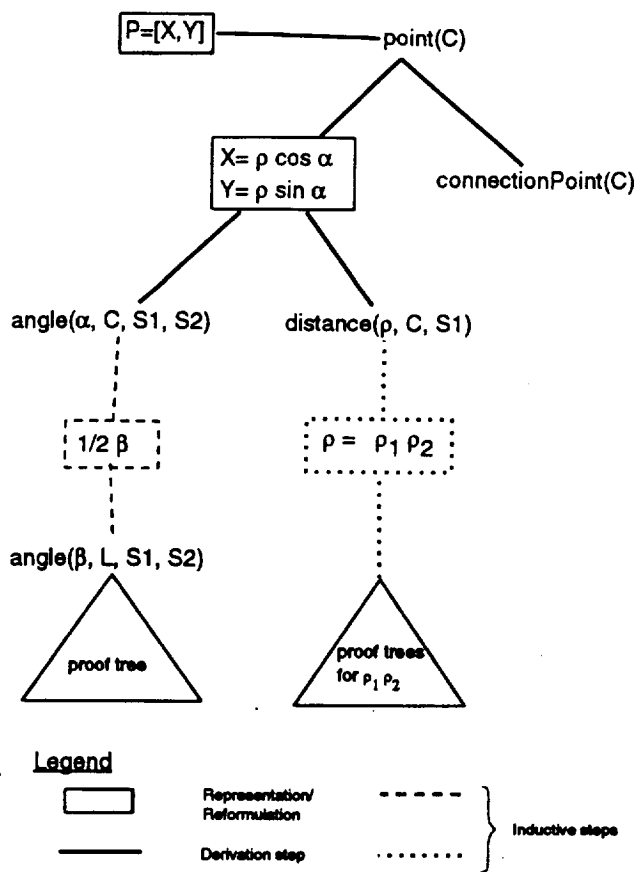 P=[X,Y]
point(C)
X= ρ cos α
Y= ρ sin α
connectionPoint(C)
angle(α, C, S1, S2)
distance(ρ, C, S1)
1/2 β
ρ = ρ₁ ρ₂
angle(β, L, S1, S2)
proof tree
proof trees
for ρ₁ ρ₂
Legend
Representation/
Reformulation
Inductive steps
Derivation step